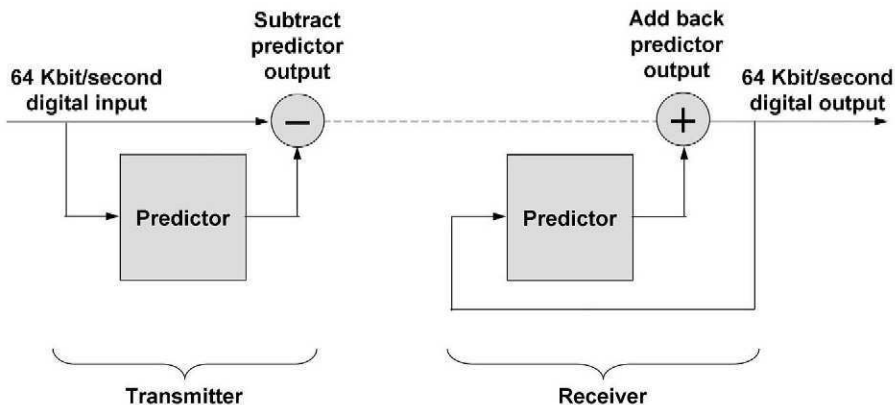 Subtract
predictor
output
Add back
predictor
output
64 Kbit/second
digital input
64 Kbit/second
digital output
−
+
Predictor
Predictor
Transmitter
Receiver